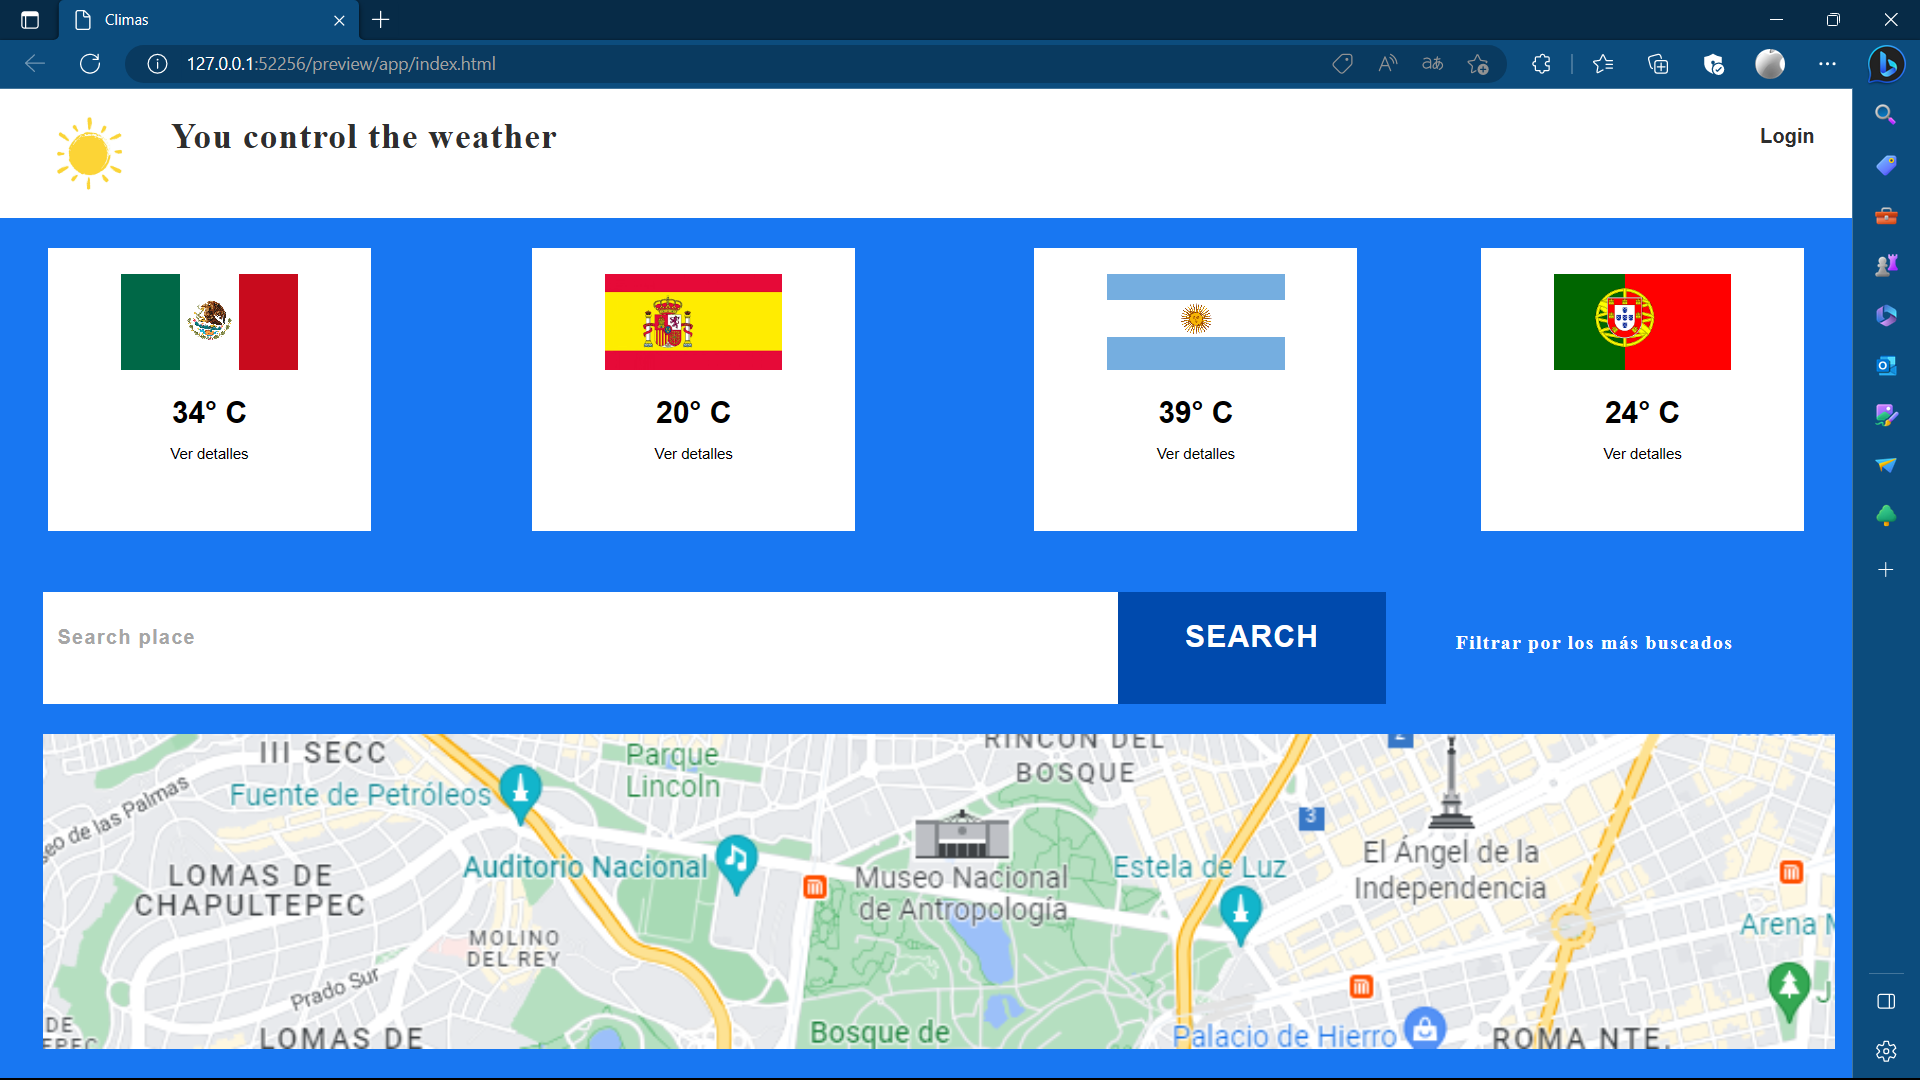 Climas
127.0.0.1:52256/preview/app/index.html
You control the weather
Login
34° C
20° C
39° C
24° C
Ver detalles
Ver detalles
Ver detalles
Ver detalles
Search place
SEARCH
Filtrar por los más buscados
III SECC
Parque
Lincoln
RINCON DEL
BOSQUE
2
Fuente de Petróleos
eo de las Palmas
3
Auditorio Nacional
Museo Nacional
de Antropología
Estela de Luz
El Ángel de la
Independencia
LOMAS DE
CHAPULTEPEC
Arena M
MOLINO
DEL REY
Prado Sur
J
DE
EPEC
LOMAS DE
Bosque de
Palacio de Hierro
ROMA NTE.